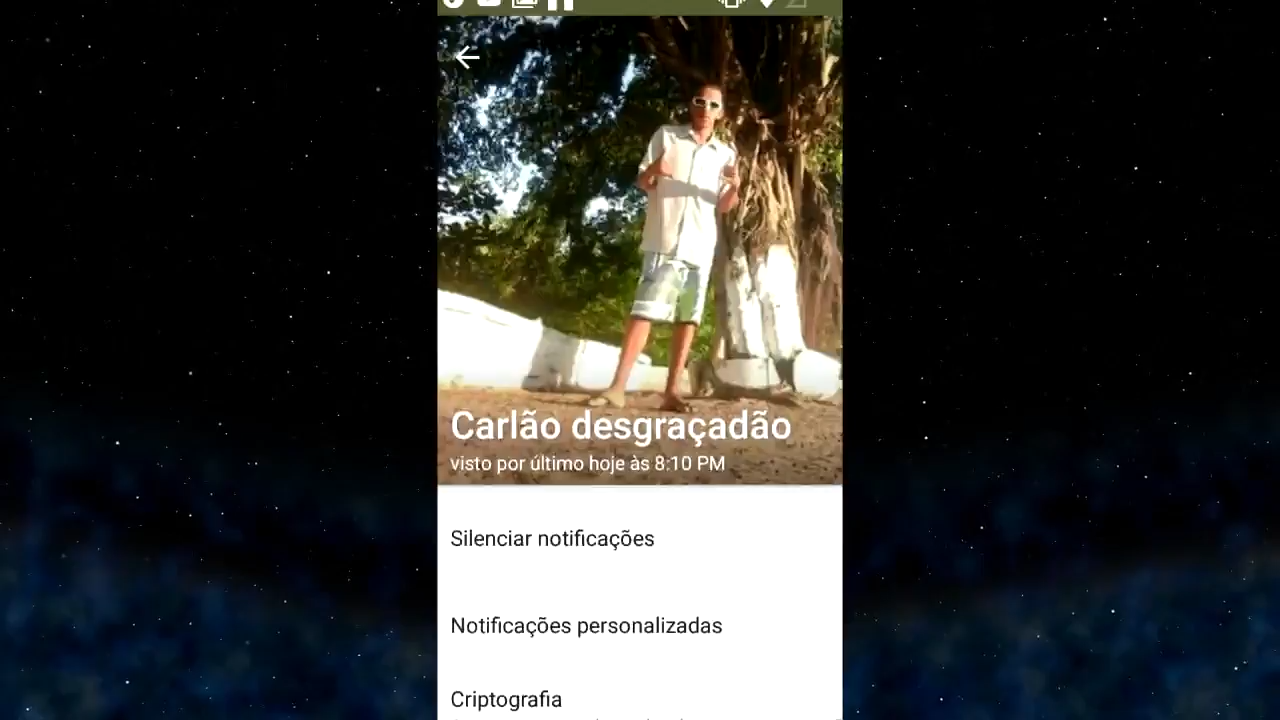 Carlão desgraçadão
visto por último hoje às 8:10 PM
Silenciar notificações
Notificações personalizadas
Criptografia